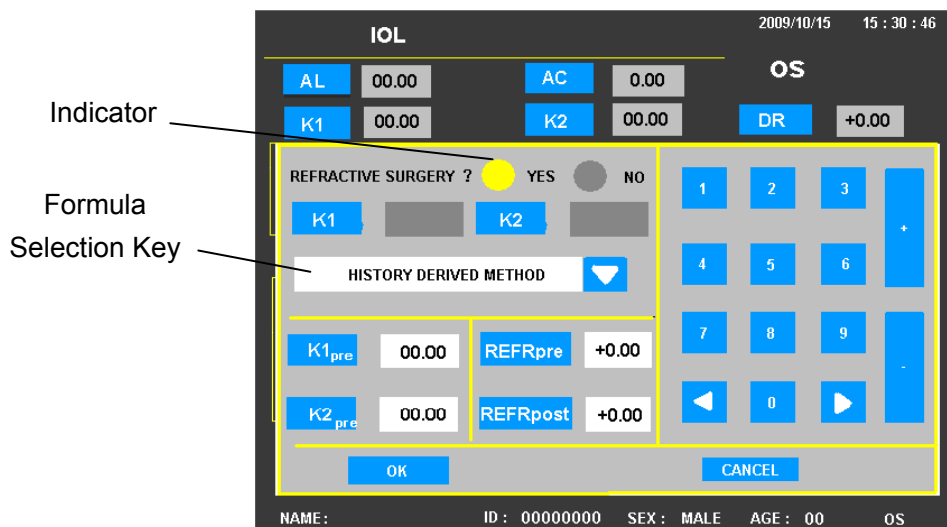 2009/10/15 15 : 30 : 46
IOL
OS
AL 00.00 AC 0.00
K1 00.00 K2 00.00 DR +0.00
Indicator
REFRACTIVE SURGERY ? YES NO
K1 K2
Formula
Selection Key
HISTORY DERIVED METHOD
1 2 3
+
4 5 6
7 8 9
-
0
K1pre 00.00 REFRpre +0.00
K2pre 00.00 REFRpost +0.00
OK CANCEL
NAME : ID : 00000000 SEX : MALE AGE : 00 OS